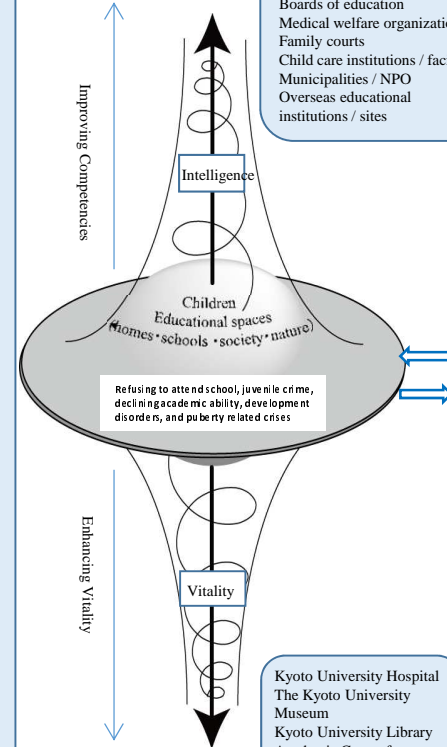 Boards of education
Medical welfare
Family courts
Child care institutions /
Municipalities / NPO
Overseas educational
institutions / sites
Improving Competencies
Intelligence
Children
Educational spaces
(homes・schools・society・nature)
Refusing to attend school, juvenile crime,
declining academic ability, development
disorders, and puberty related crises
Enhancing Vitality
Vitality
Kyoto University Hospital
The Kyoto University
Museum
Kyoto University Library